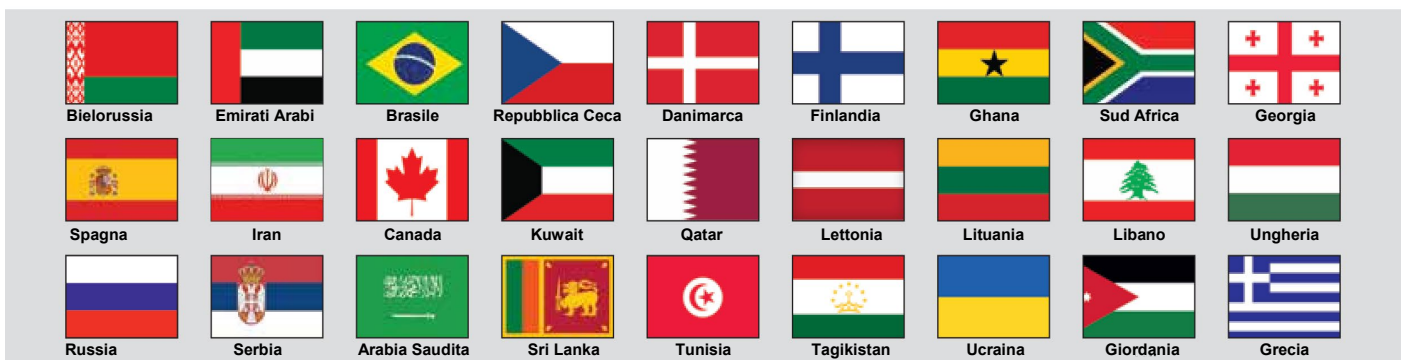 Bielorussia Emirati Arabi Brasile Repubblica Ceca Danimarca Finlandia Ghana Sud Africa Georgia
Spagna Iran Canada Kuwait Qatar Lettonia Lituania Libano Ungheria
Russia Serbia Arabia Saudita Sri Lanka Tunisia Tagikistan Ucraina Giordania Grecia